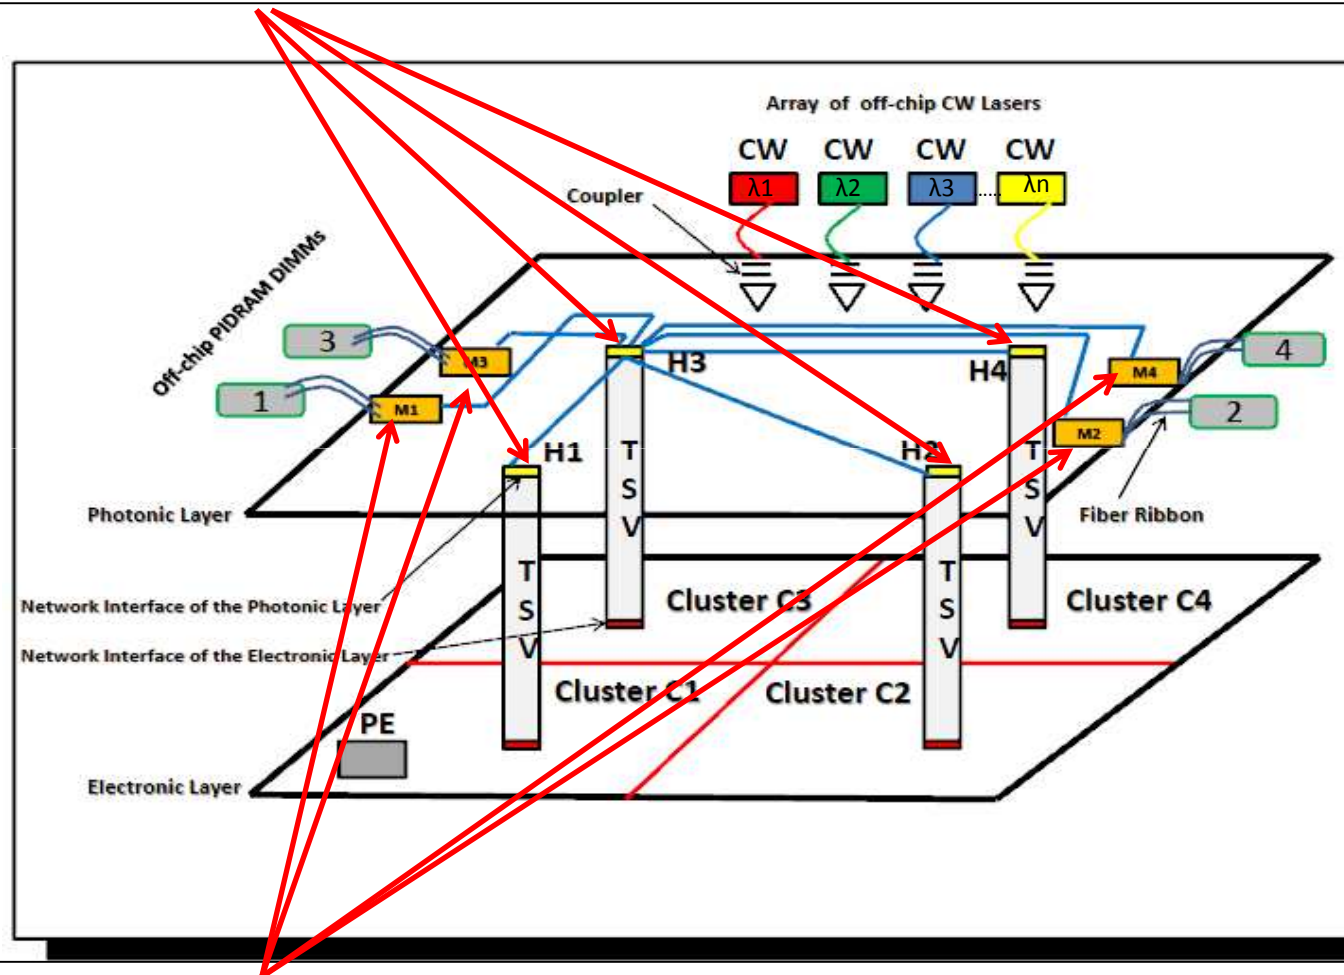 Array of off-chip CW Lasers
CW CW CW CW
λ1 λ2 λ3 ..... λn
Coupler
Off-chip PIDRAM DIMMs
3
M3
1
M1
H3
H4
M4
4
M2
2
H1
H2
T
S
V
T
S
V
Photonic Layer
Fiber Ribbon
T
S
V
T
S
V
Network Interface of the Photonic Layer
Cluster C3
Cluster C4
Network Interface of the Electronic Layer
Cluster C1
Cluster C2
PE
Electronic Layer